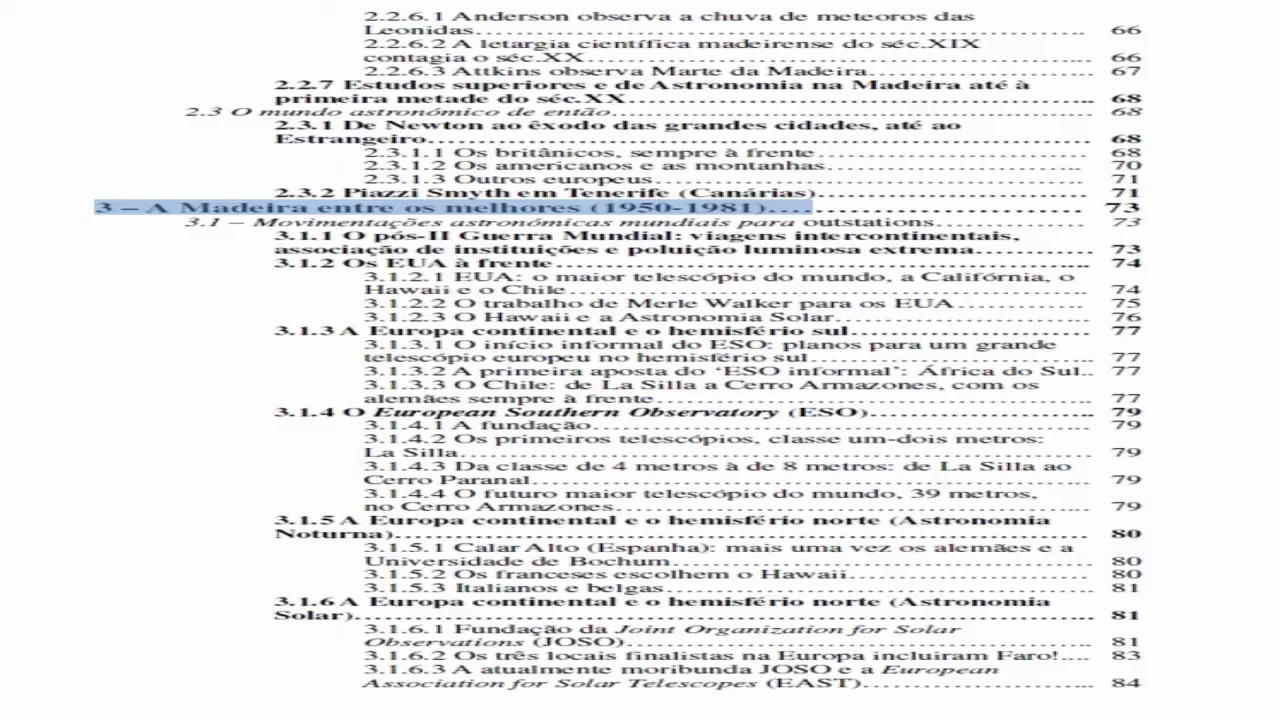 2.2.6.1 Anderson observa a chuva de meteoros das
Leonidas................................................................ 66
2.2.6.2 A letargia científica madeirense do séc.XIX
contagia o séc.XX................................................................ 66
2.2.6.3 Attkins observa Marte da Madeira................................ 67
2.2.7 Estudos superiores e de Astronomia na Madeira até à
primeira metade do séc.XX................................................................ 68
2.3 O mundo astronómico de então................................................................ 68
2.3.1 De Newton ao êxodo das grandes cidades, até ao
Estrangeiro................................................................ 68
2.3.1.1 Os britânicos, sempre à frente................................ 68
2.3.1.2 Os americanos e as montanhas................................ 70
2.3.1.3 Outros europeus................................................ 71
2.3.2 Piazzi Smyth em Tenerife (Canárias)................................ 71
3 – A Madeira entre os melhores (1950-1981)................................ 73
3.1 – Movimentações astronómicas mundiais para outstations................ 73
3.1.1 O pós-II Guerra Mundial: viagens intercontinentais,
associação de instituições e poluição luminosa extrema................ 73
3.1.2 Os EUA à frente................................................................ 74
3.1.2.1 EUA: o maior telescópio do mundo, a Califórnia, o
Hawaii e o Chile................................................................ 74
3.1.2.2 O trabalho de Merle Walker para os EUA................ 75
3.1.2.3 O Hawaii e a Astronomia Solar................................ 76
3.1.3 A Europa continental e o hemisfério sul................................ 77
3.1.3.1 O início informal do ESO: planos para um grande
telescópio europeu no hemisfério sul................................ 77
3.1.3.2 A primeira aposta do ‘ESO informal’: África do Sul.. 77
3.1.3.3 O Chile: de La Silla a Cerro Armazones, com os
alemães sempre à frente................................................ 77
3.1.4 O European Southern Observatory (ESO)................................ 79
3.1.4.1 A fundação................................................................ 79
3.1.4.2 Os primeiros telescópios, classe um-dois metros:
La Silla................................................................ 79
3.1.4.3 Da classe de 4 metros à de 8 metros: de La Silla ao
Cerro Paranal................................................................ 79
3.1.4.4 O futuro maior telescópio do mundo, 39 metros,
no Cerro Armazones................................................ 79
3.1.5 A Europa continental e o hemisfério norte (Astronomia
Noturna)................................................................ 80
3.1.5.1 Calar Alto (Espanha): mais uma vez os alemães e a
Universidade de Bochum................................................ 80
3.1.5.2 Os franceses escolhem o Hawaii................................ 80
3.1.5.3 Italianos e belgas................................................ 81
3.1.6 A Europa continental e o hemisfério norte (Astronomia
Solar)................................................................ 81
3.1.6.1 Fundação da Joint Organization for Solar
Observations (JOSO)................................................ 81
3.1.6.2 Os três locais finalistas na Europa incluiram Faro!.... 83
3.1.6.3 A atualmente moribunda JOSO e a European
Association for Solar Telescopes (EAST)................................ 84